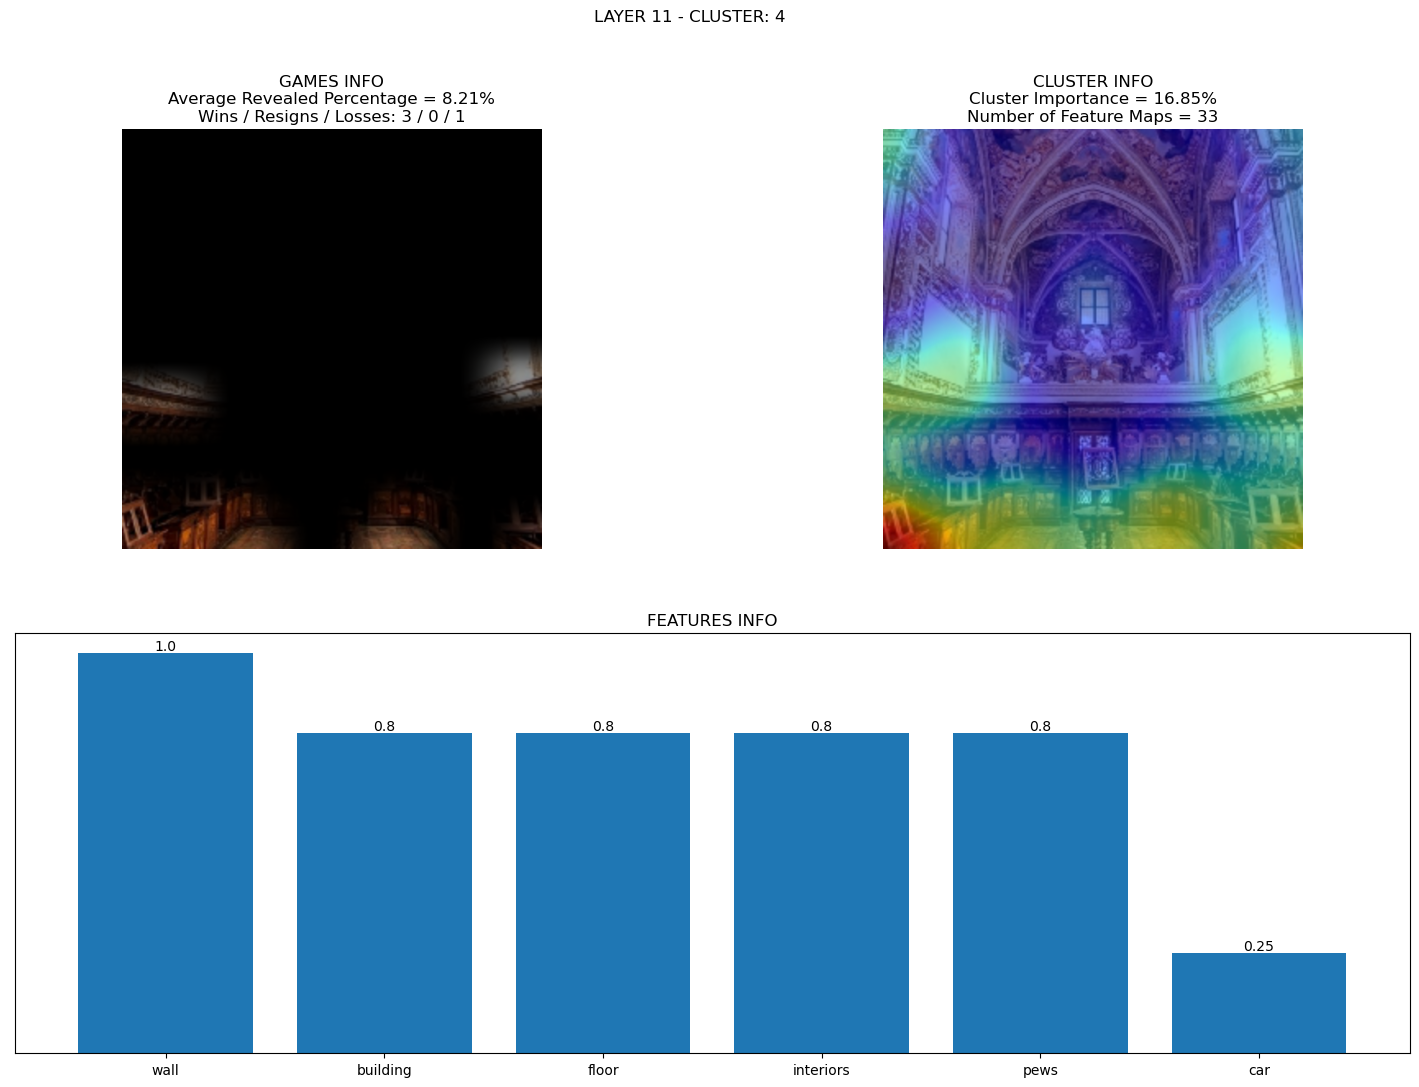 LAYER 11 - CLUSTER: 4
GAMES INFO
Average Revealed Percentage = 8.21%
Wins / Resigns / Losses: 3 / 0 / 1
CLUSTER INFO
Cluster Importance = 16.85%
Number of Feature Maps = 33
FEATURES INFO
1.0
0.8
0.8
0.8
0.8
0.25
wall
building
floor
interiors
pews
car